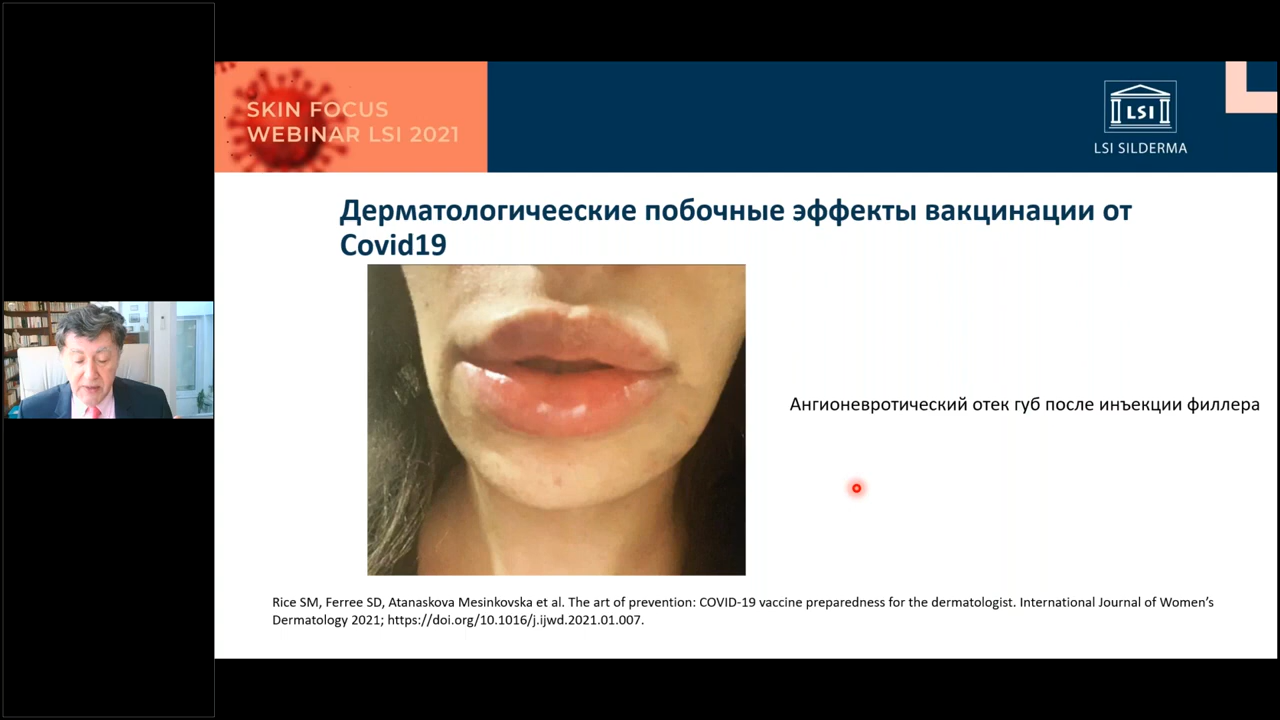 SKIN FOCUS
WEBINAR LSI 2021
LSI
LSI SILDERMA
Дерматологичееские побочные эффекты вакцинации от
Covid19
Ангионевротический отек губ после инъекции филлера
Rice SM, Ferree SD, Atanaskova Mesinkovska et al. The art of prevention: COVID-19 vaccine preparedness for the dermatologist. International Journal of Women’s
Dermatology 2021; https://doi.org/10.1016/j.ijwd.2021.01.007.